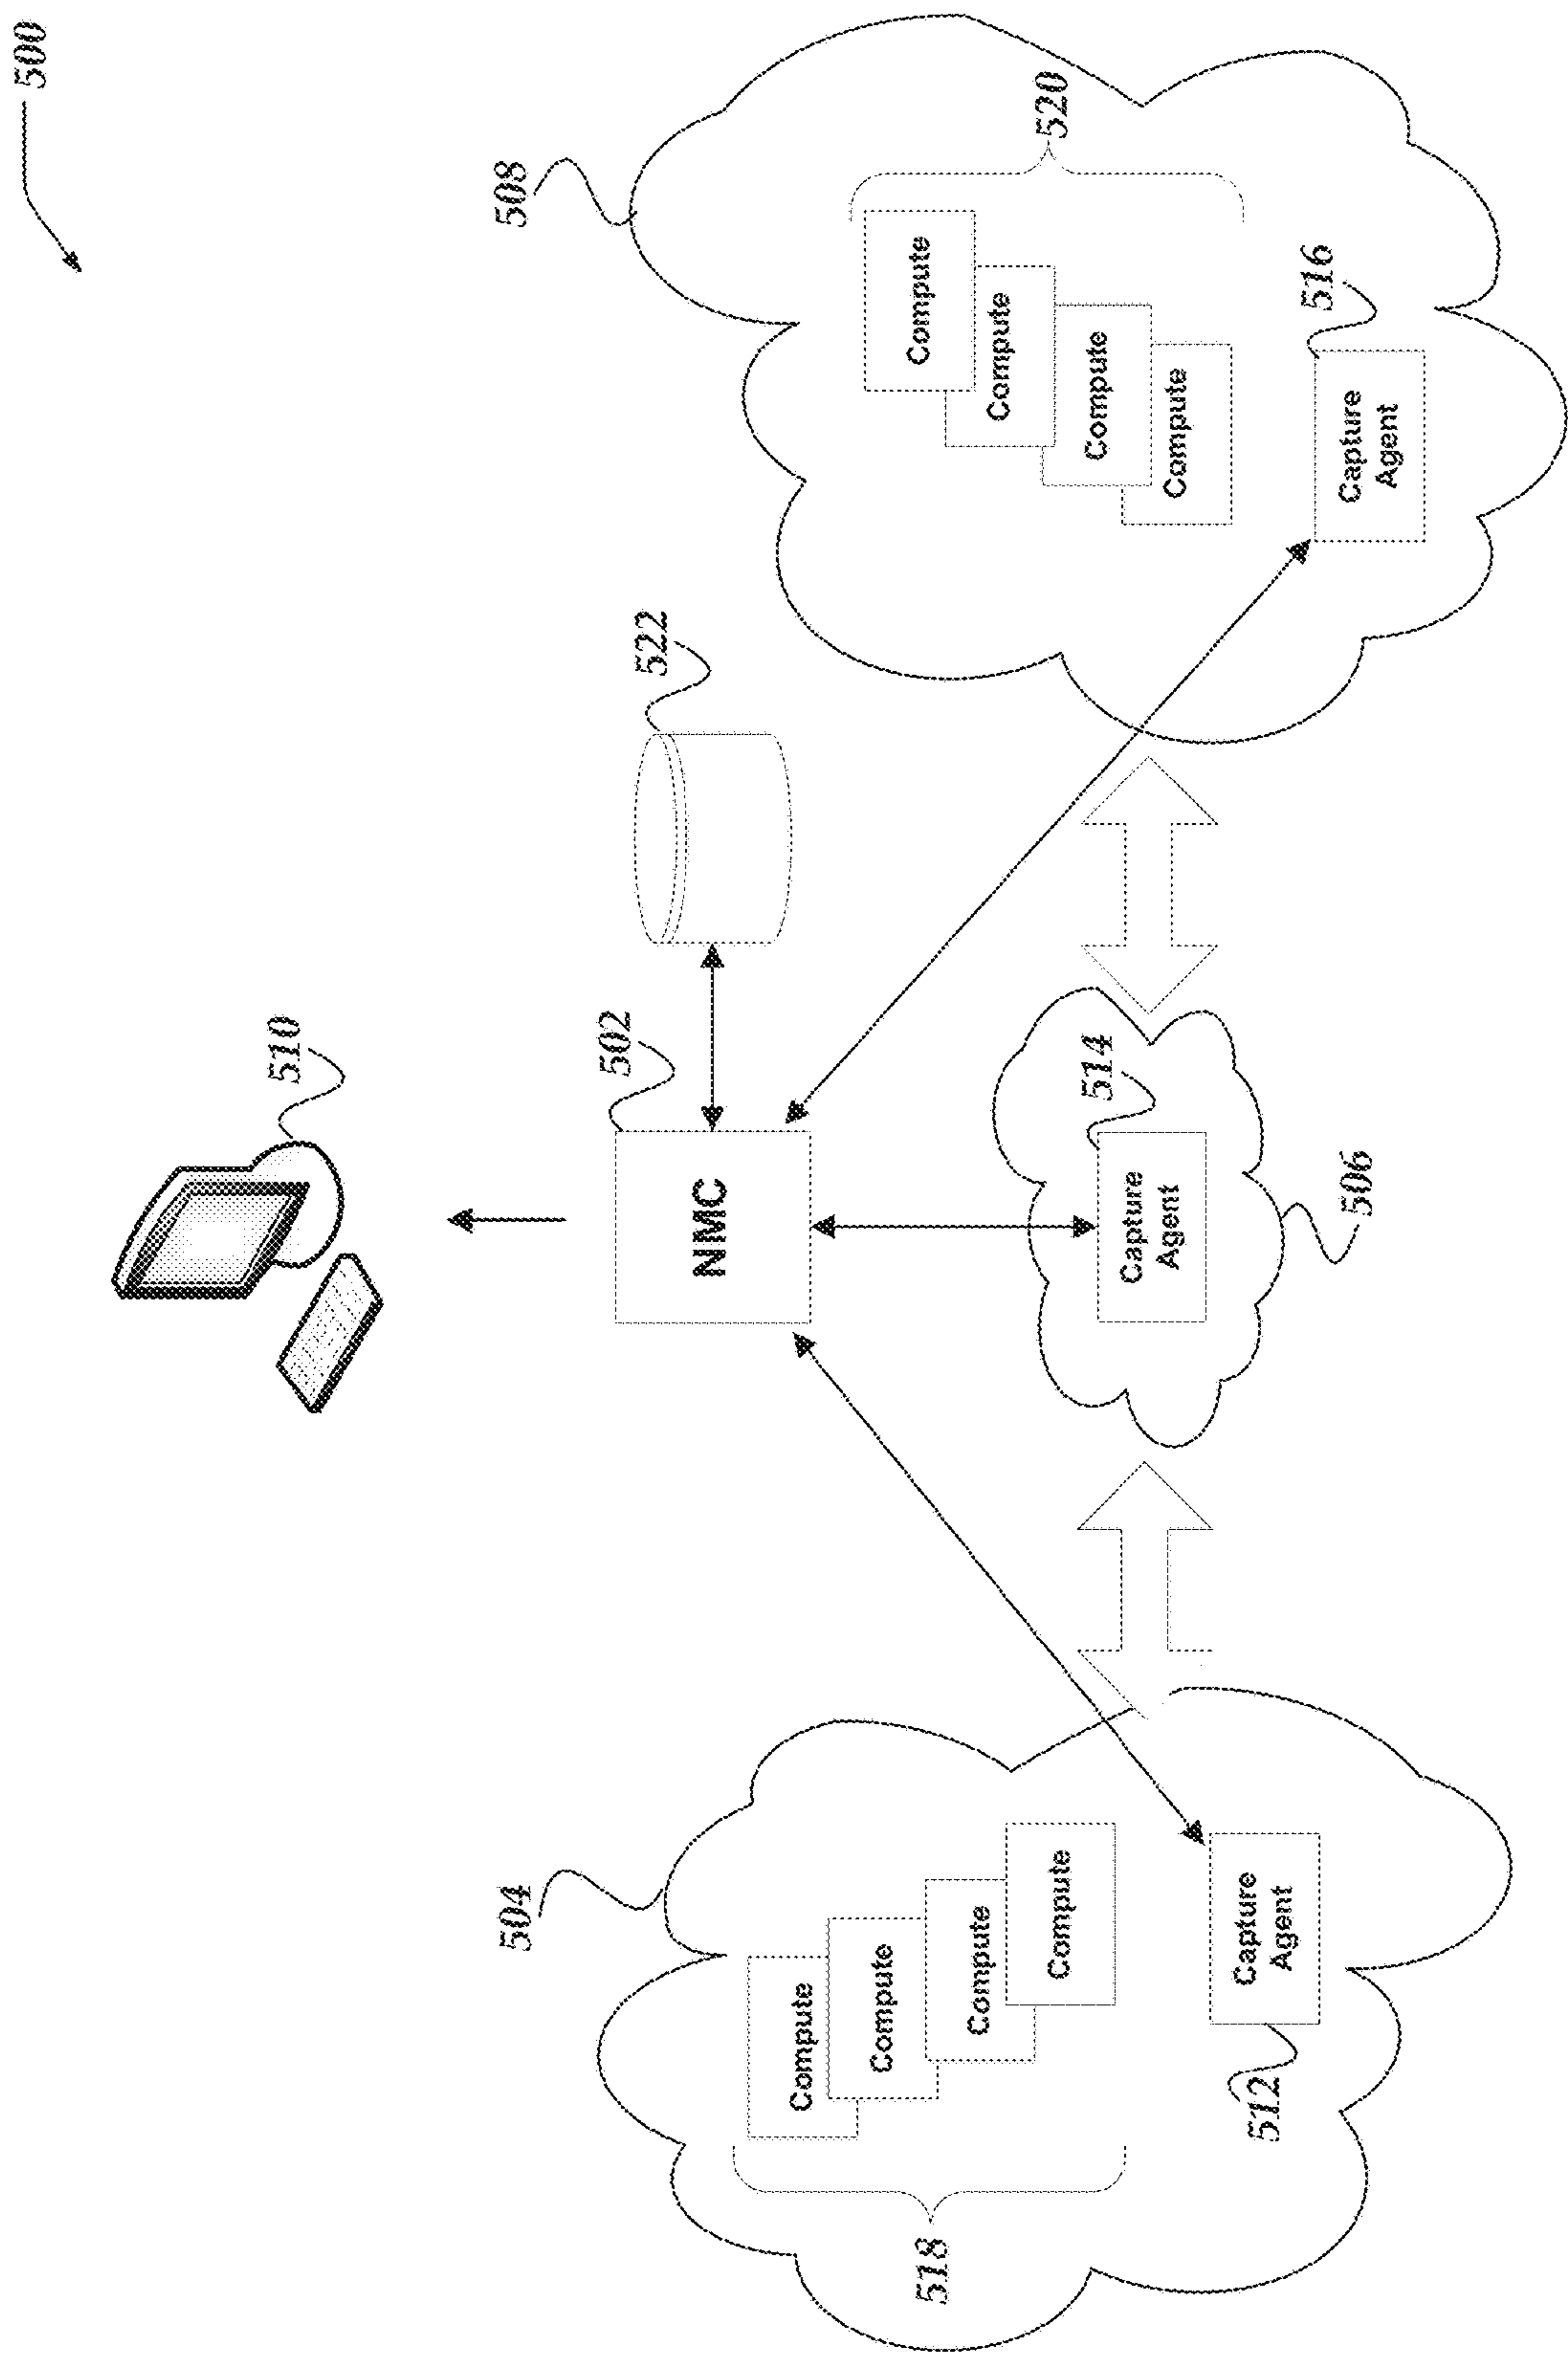 500
510
502
522
504
508
NMC
518
Compute
Compute
Compute
Compute
Compute
Compute
Compute
Compute
520
514
Capture
Agent
512
Capture
Agent
516
Capture
Agent
506